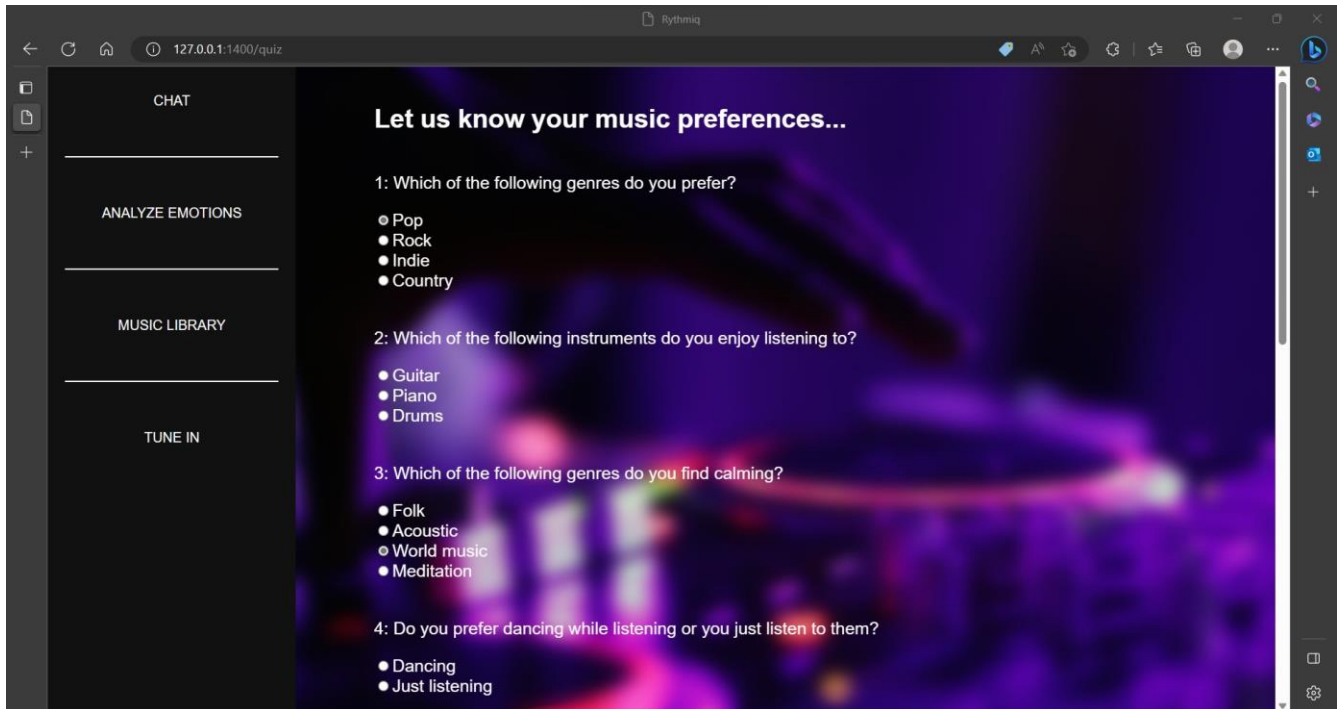 Rythmiq
127.0.0.1:1400/quiz
CHAT
ANALYZE EMOTIONS
MUSIC LIBRARY
TUNE IN
Let us know your music preferences...
1: Which of the following genres do you prefer?
Pop
Rock
Indie
Country
2: Which of the following instruments do you enjoy listening to?
Guitar
Piano
Drums
3: Which of the following genres do you find calming?
Folk
Acoustic
World music
Meditation
4: Do you prefer dancing while listening or you just listen to them?
Dancing
Just listening